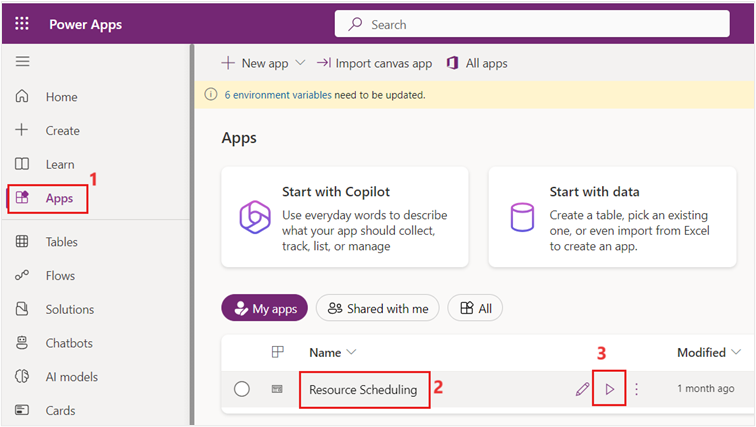 Power Apps
Search
New app
Import canvas app
All apps
6 environment variables need to be updated.
Home
Create
Learn
1
Apps
Tables
Flows
Solutions
Chatbots
AI models
Cards
Apps
Start with Copilot
Use everyday words to describe
what your app should collect,
track, list, or manage
Start with data
Create a table, pick an existing
one, or even import from Excel
to create an app.
My apps
Shared with me
All
Name
3
Modified
Resource Scheduling
2
1 month ago